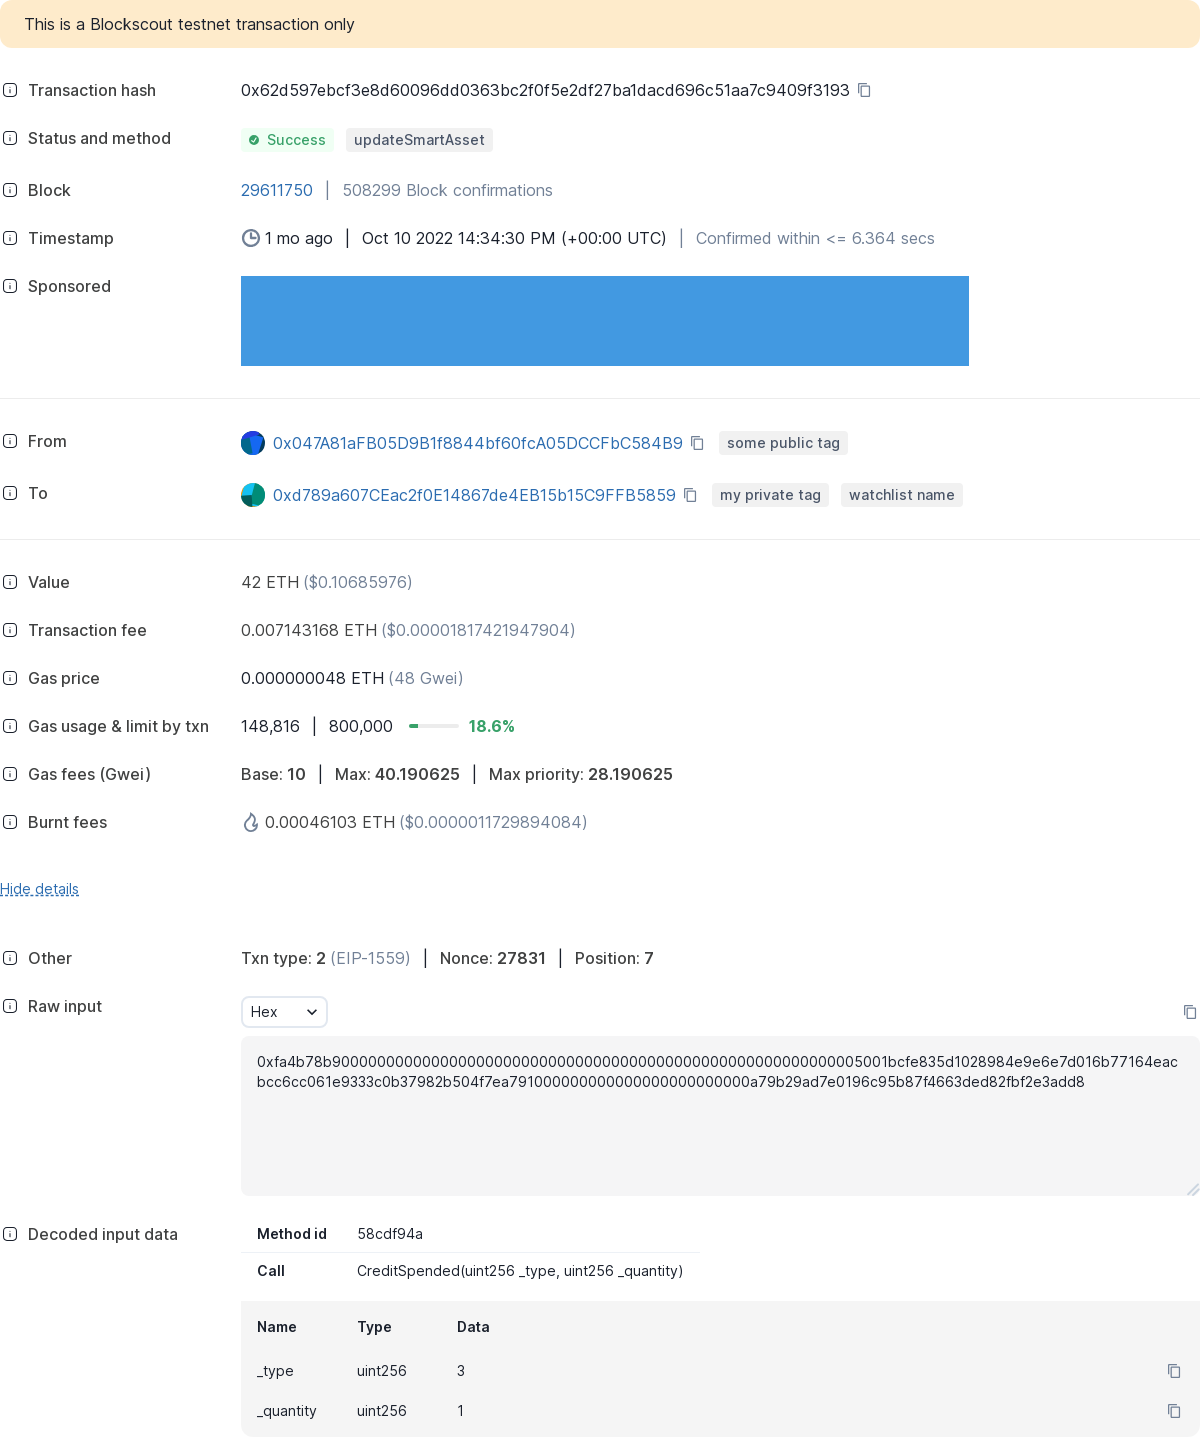 This is a Blockscout testnet transaction only
Transaction hash 0x62d597ebcf3e8d60096dd0363bc2f0f5e2df27ba1dacd696c51aa7c9409f3193
Status and method Success updateSmartAsset
Block 29611750 | 508299 Block confirmations
Timestamp 1 mo ago | Oct 10 2022 14:34:30 PM (+00:00 UTC) | Confirmed within <= 6.364 secs
Sponsored
From 0x047A81aFB05D9B1f8844bf60fcA05DCCFbC584B9 some public tag
To 0xd789a607CEac2f0E14867de4EB15b15C9FFB5859 my private tag watchlist name
Value 42 ETH ($0.10685976)
Transaction fee 0.007143168 ETH ($0.00001817421947904)
Gas price 0.000000048 ETH (48 Gwei)
Gas usage & limit by txn 148,816 | 800,000 18.6%
Gas fees (Gwei) Base: 10 | Max: 40.190625 | Max priority: 28.190625
Burnt fees 0.00046103 ETH ($0.0000011729894084)
Hide details
Other Txn type: 2 (EIP-1559) | Nonce: 27831 | Position: 7
Raw input Hex
0xfa4b78b90000000000000000000000000000000000000000000000000000000005001bcfe835d1028984e9e6e7d016b77164eac
bcc6cc061e9333c0b37982b504f7ea791000000000000000000000000a79b29ad7e0196c95b87f4663ded82fbf2e3add8
Decoded input data Method id 58cdf94a
Call CreditSpended(uint256 _type, uint256 _quantity)
Name Type Data
_type uint256 3
_quantity uint256 1